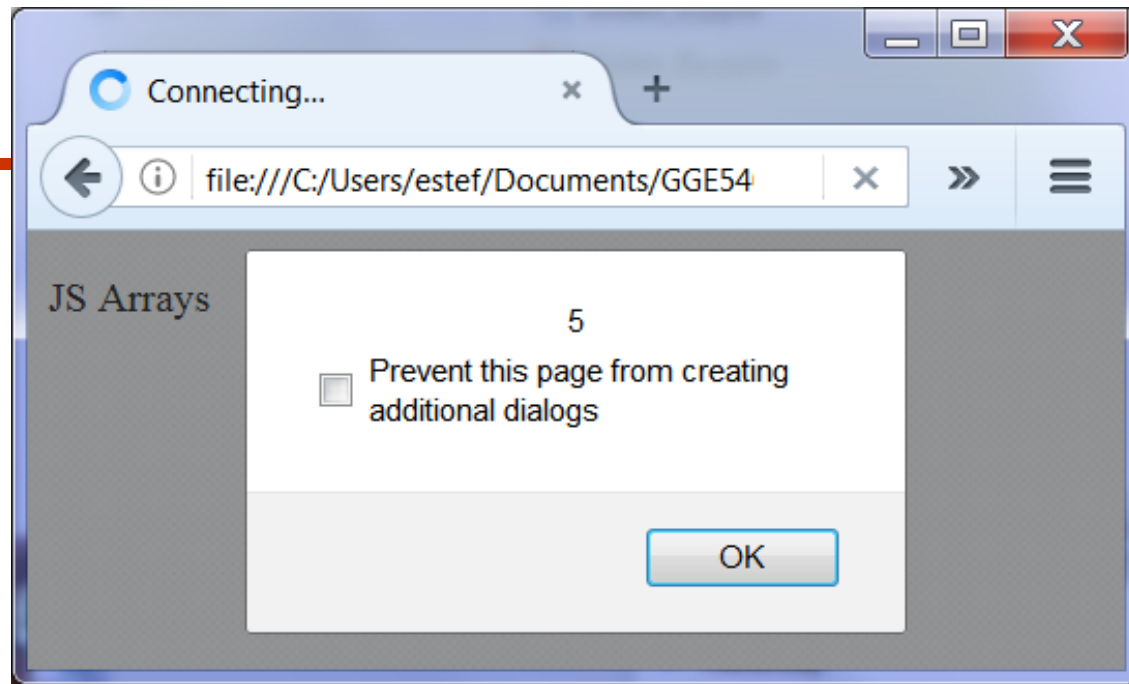 Connecting...
file:///C:/Users/estef/Documents/GGE54
JS Arrays
5
Prevent this page from creating
additional dialogs
OK